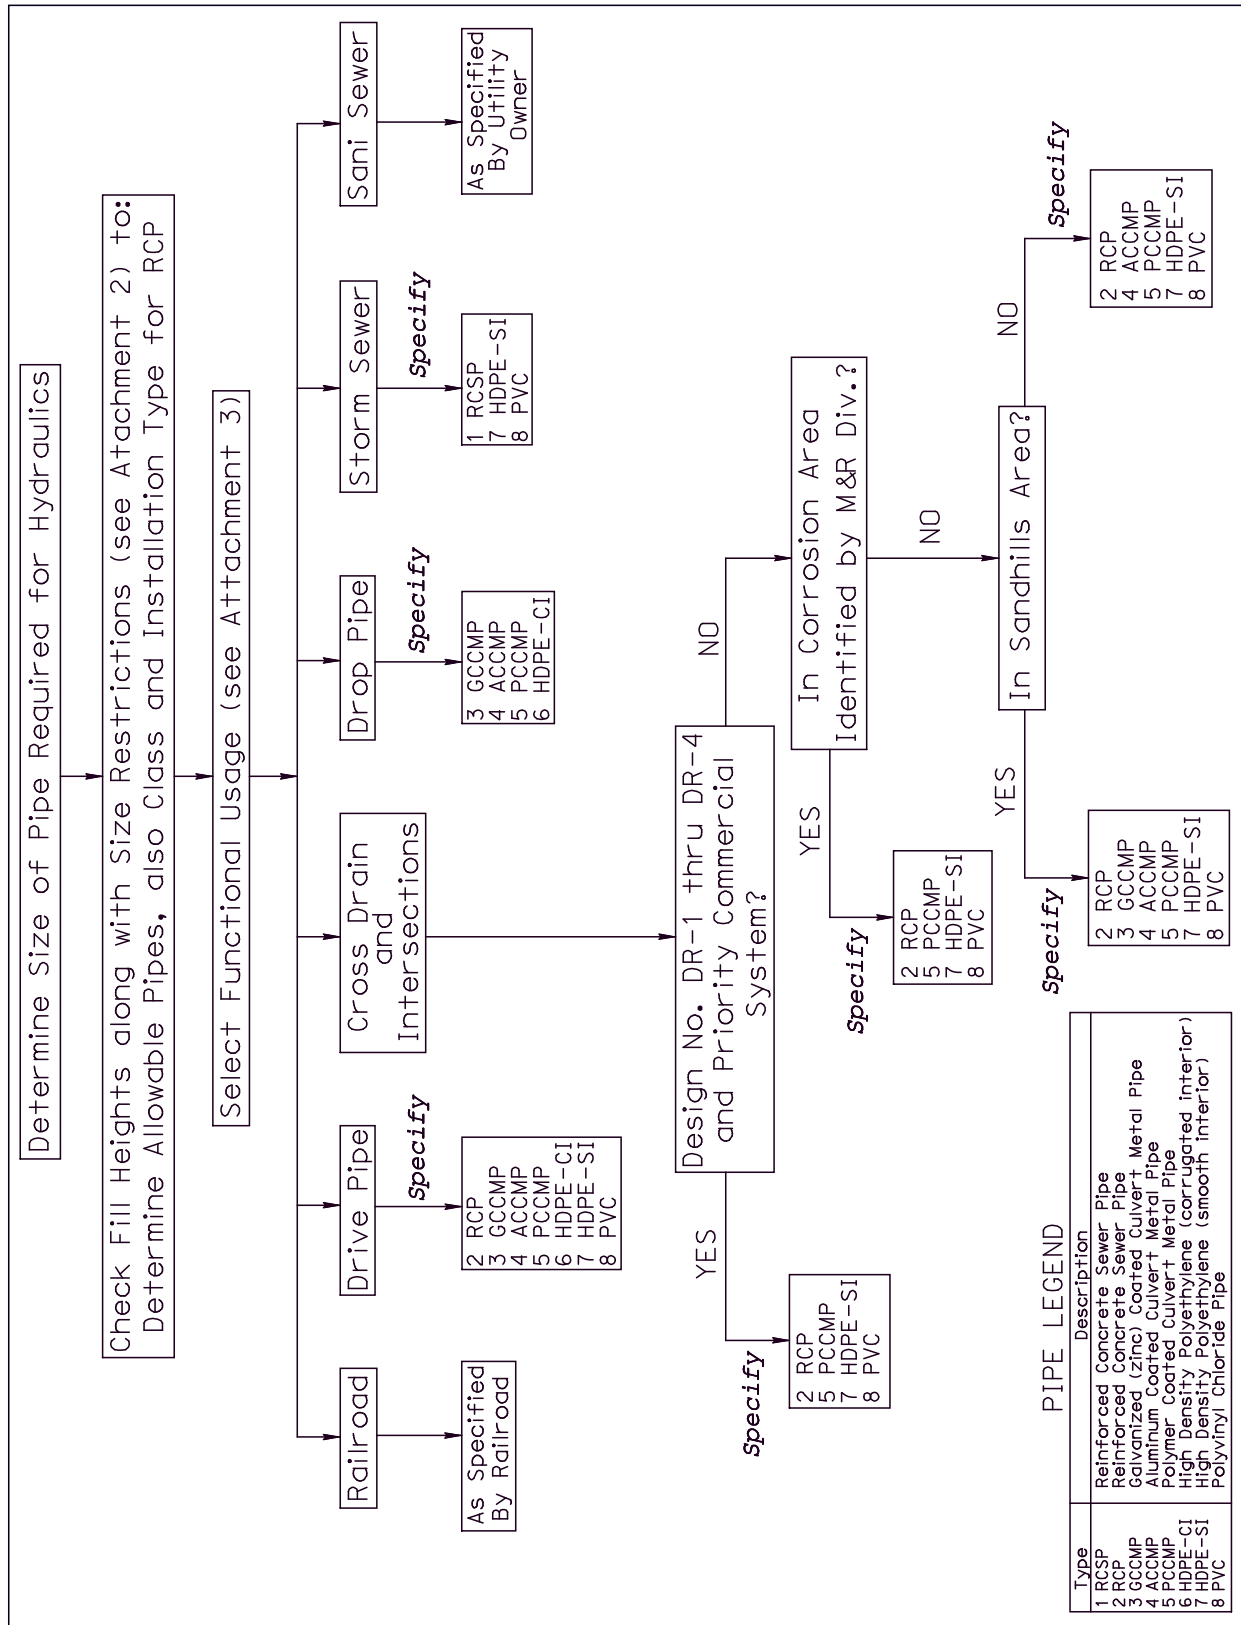 Determine Size of Pipe Required for Hydraulics
Check Fill Heights along with Size Restrictions (see Atachment 2) to:
Determine Allowable Pipes, also Class and Installation Type for RCP
Select Functional Usage (see Attachment 3)
Railroad
As Specified
By Railroad
Drive Pipe
Specify
2 RCP
3 GCCMP
4 ACCMP
5 PCCMP
6 HDPE-CI
7 HDPE-SI
8 PVC
Cross Drain
and
Intersections
Drop Pipe
Specify
3 GCCMP
4 ACCMP
5 PCCMP
6 HDPE-CI
Storm Sewer
Specify
1 RCSP
7 HDPE-SI
8 PVC
Sani Sewer
As Specified
By Utility
Owner
Design No. DR-1 thru DR-4
and Priority Commercial
System?
YES
Specify
2 RCP
5 PCCMP
7 HDPE-SI
8 PVC
NO
In Corrosion Area
Identified by M&R Div.?
YES
Specify
2 RCP
5 PCCMP
7 HDPE-SI
8 PVC
NO
In Sandhills Area?
YES
Specify
2 RCP
3 GCCMP
4 ACCMP
5 PCCMP
7 HDPE-SI
8 PVC
NO
Specify
2 RCP
4 ACCMP
5 PCCMP
7 HDPE-SI
8 PVC
PIPE LEGEND
Type Description
1 RCSP Reinforced Concrete Sewer Pipe
2 RCP Reinforced Concrete Sewer Pipe
3 GCCMP Galvanized (zinc) Coated Culvert Metal Pipe
4 ACCMP Aluminum Coated Culvert Metal Pipe
5 PCCMP Polymer Coated Culvert Metal Pipe
6 HDPE-CI High Density Polyethylene (corrugated interior)
7 HDPE-SI High Density Polyethylene (smooth interior)
8 PVC Polyvinyl Chloride Pipe